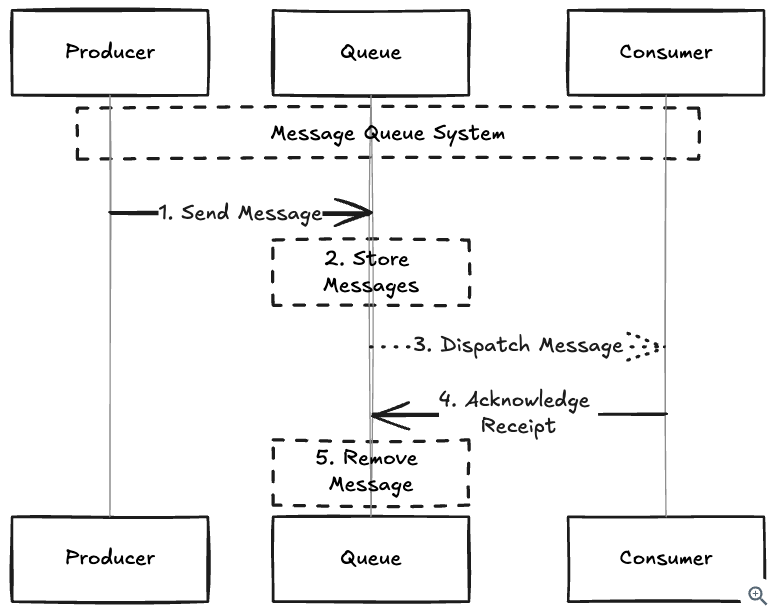 Producer
Queue
Consumer
Message Queue System
1. Send Message
2. Store
Messages
3. Dispatch Message
4. Acknowledge
Receipt
5. Remove
Message
Producer
Queue
Consumer